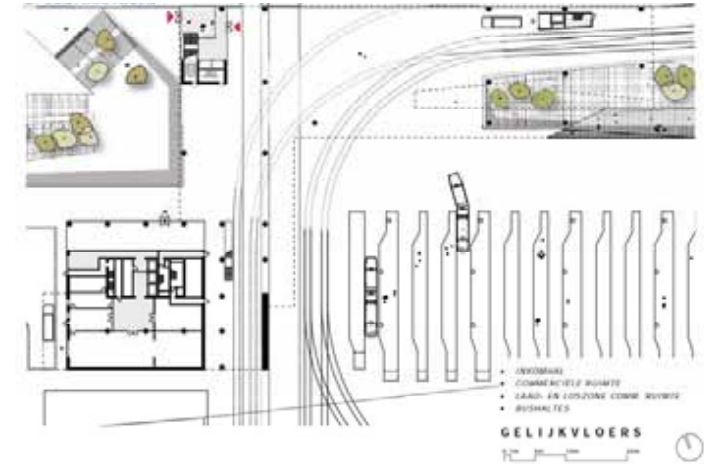 INKOMHAL
COMMERCIËLE RUIMTE
LAAD- EN LOSZONE COMM. RUIMTE
BUSHALTES
GELIJKVLOERS